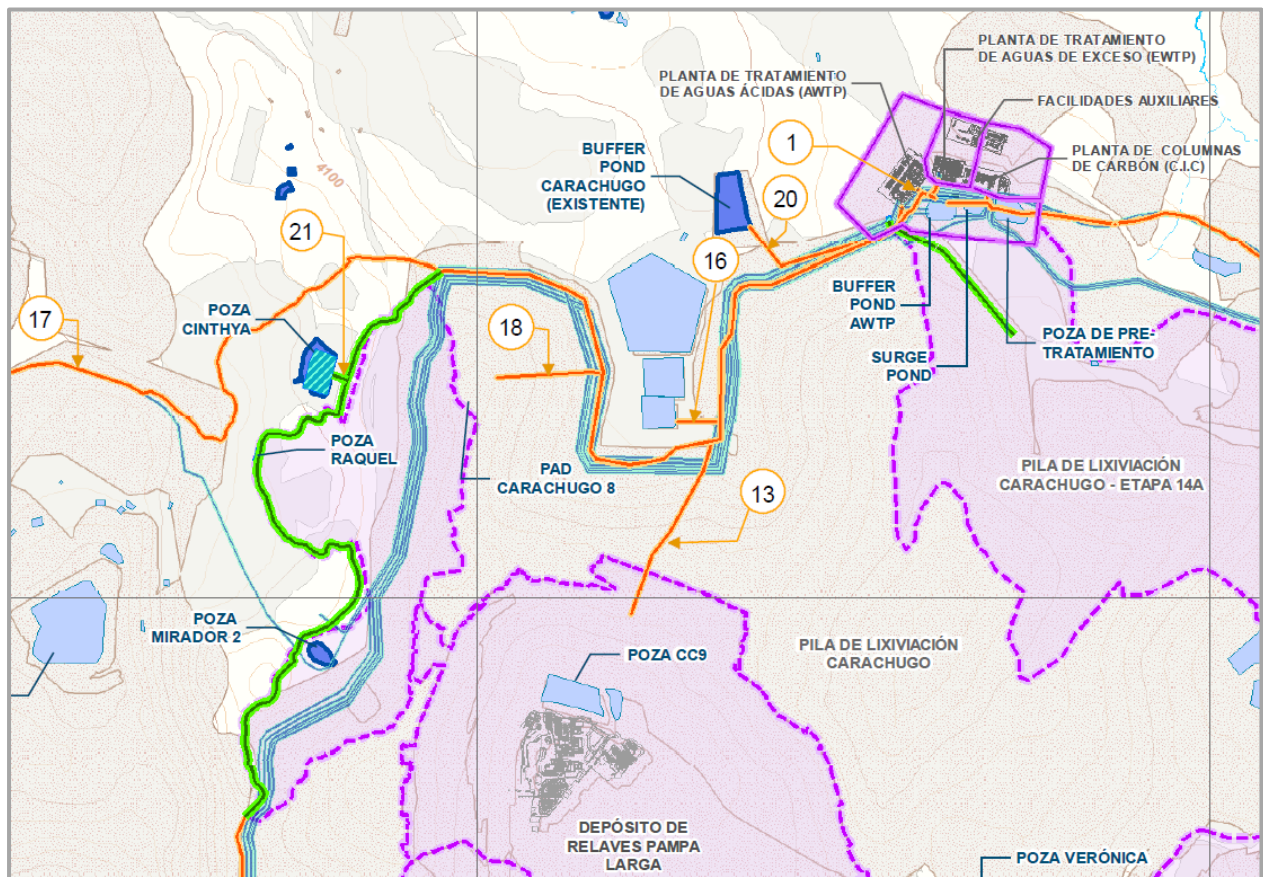 PLANTA DE TRATAMIENTO
DE AGUAS DE EXCESO (EWTP)
PLANTA DE TRATAMIENTO
DE AGUAS ÁCIDAS (AWTP)
FACILIDADES AUXILIARES
1
PLANTA DE COLUMNAS
DE CARBÓN (C.I.C)
BUFFER
POND
CARACHUGO
(EXISTENTE)
4100
20
21
16
17
POZA
CINTHYA
18
BUFFER
POND
AWTP
SURGE
POND
POZA DE PRE-
TRATAMIENTO
POZA
RAQUEL
PAD
CARACHUGO 8
13
PILA DE LIXIVIACIÓN
CARACHUGO - ETAPA 14A
POZA
MIRADOR 2
POZA CC9
PILA DE LIXIVIACIÓN
CARACHUGO
DEPÓSITO DE
RELAVES PAMPA
LARGA
POZA VERÓNICA